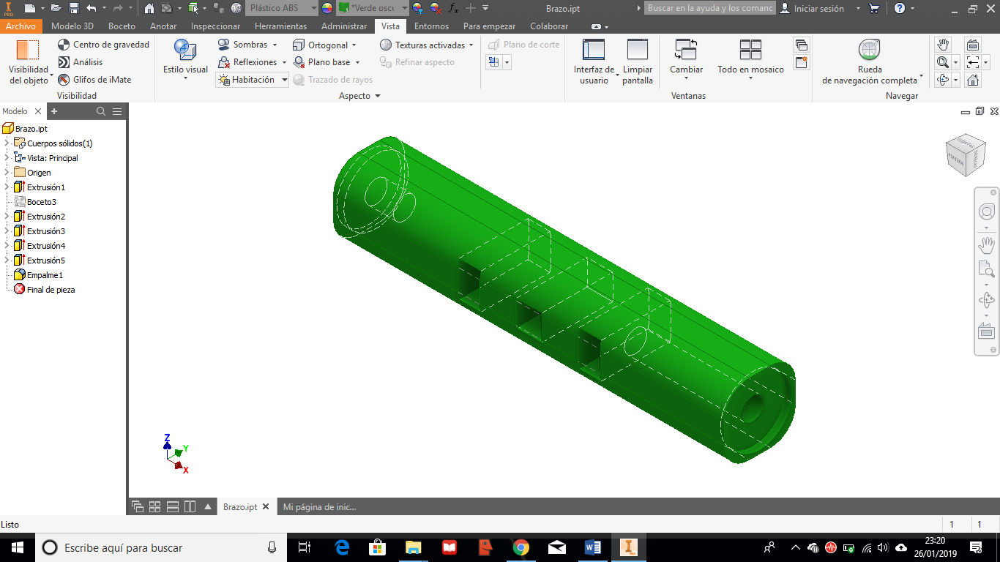 PRO
Plástico ABS
*Verde oscu
fx
Brazo.ipt
Buscar en la ayuda y los comanc
Iniciar sesión
Archivo
Modelo 3D
Boceto
Anotar
Inspeccionar
Herramientas
Administrar
Vista
Entornos
Para empezar
Colaborar
Visibilidad
del objeto
Centro de gravedad
Análisis
Glifos de iMate
Visibilidad
Estilo visual
Sombras
Reflexiones
Habitación
Ortogonal
Plano base
Trazado de rayos
Texturas activadas
Refinar aspecto
Aspecto
Plano de corte
Interfaz de
usuario
Limpiar
pantalla
Cambiar
Todo en mosaico
Ventanas
Rueda
de navegación completa
Navegar
Modelo
Brazo.ipt
Cuerpos sólidos(1)
Vista: Principal
Origen
Extrusión1
Boceto3
Extrusión2
Extrusión3
Extrusión4
Extrusión5
Empalme1
Final de pieza
Z
Y
X
Brazo.ipt
Mi página de inic...
Listo
1
1
Escribe aquí para buscar
23:20
26/01/2019